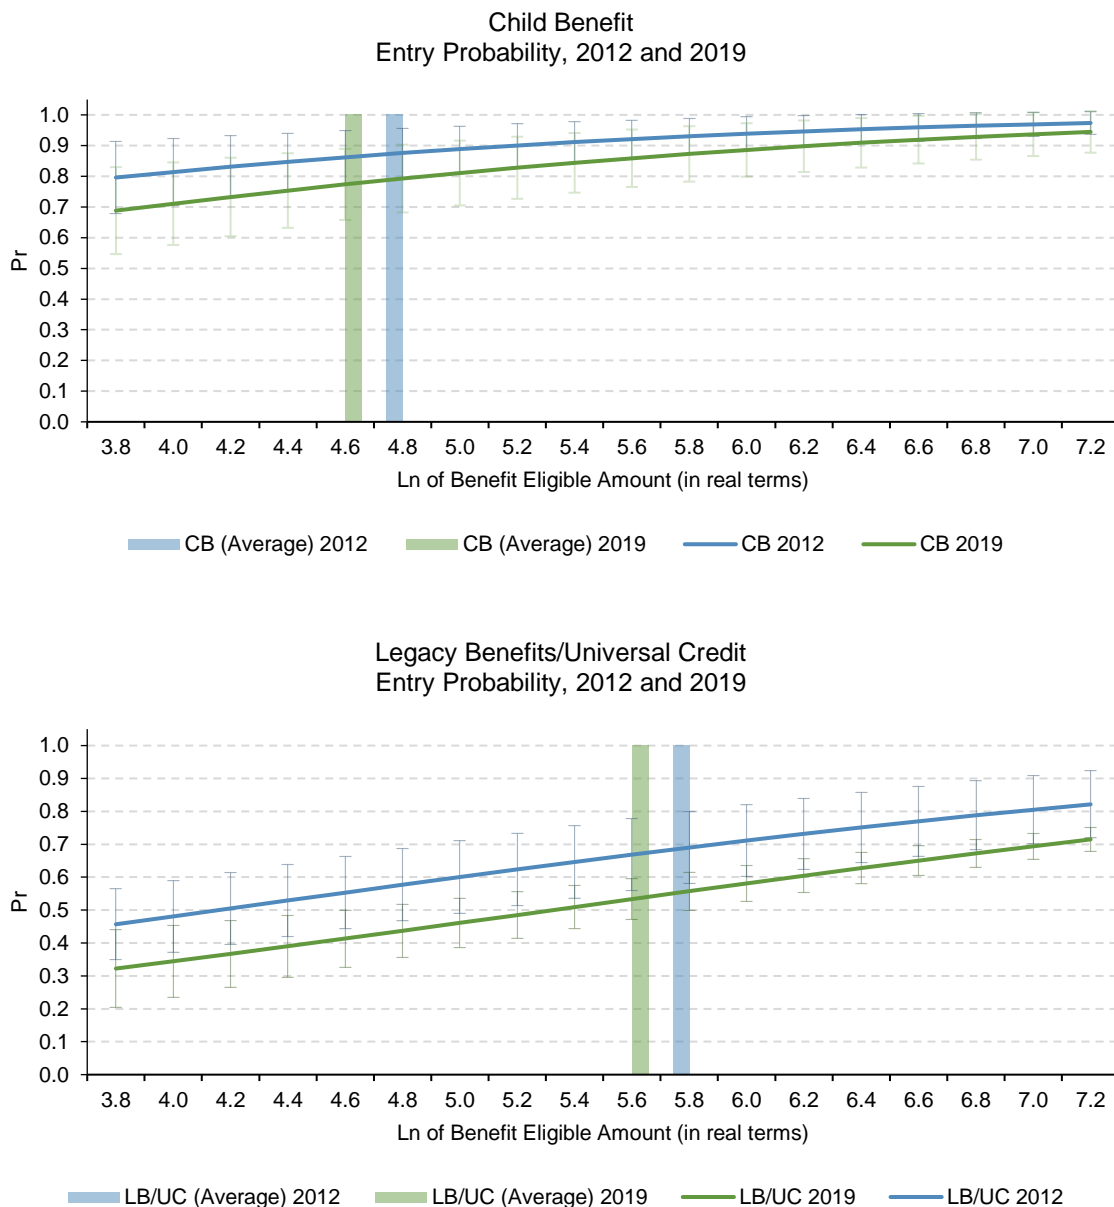 Child Benefit
Entry Probability, 2012 and 2019
1.0
0.9
0.8
0.7
0.6
0.5
0.4
0.3
0.2
0.1
0.0
Pr
3.8 4.0 4.2 4.4 4.6 4.8 5.0 5.2 5.4 5.6 5.8 6.0 6.2 6.4 6.6 6.8 7.0 7.2
Ln of Benefit Eligible Amount (in real terms)
CB (Average) 2012 CB (Average) 2019 CB 2012 CB 2019
Legacy Benefits/Universal Credit
Entry Probability, 2012 and 2019
1.0
0.9
0.8
0.7
0.6
0.5
0.4
0.3
0.2
0.1
0.0
Pr
3.8 4.0 4.2 4.4 4.6 4.8 5.0 5.2 5.4 5.6 5.8 6.0 6.2 6.4 6.6 6.8 7.0 7.2
Ln of Benefit Eligible Amount (in real terms)
LB/UC (Average) 2012 LB/UC (Average) 2019 LB/UC 2019 LB/UC 2012